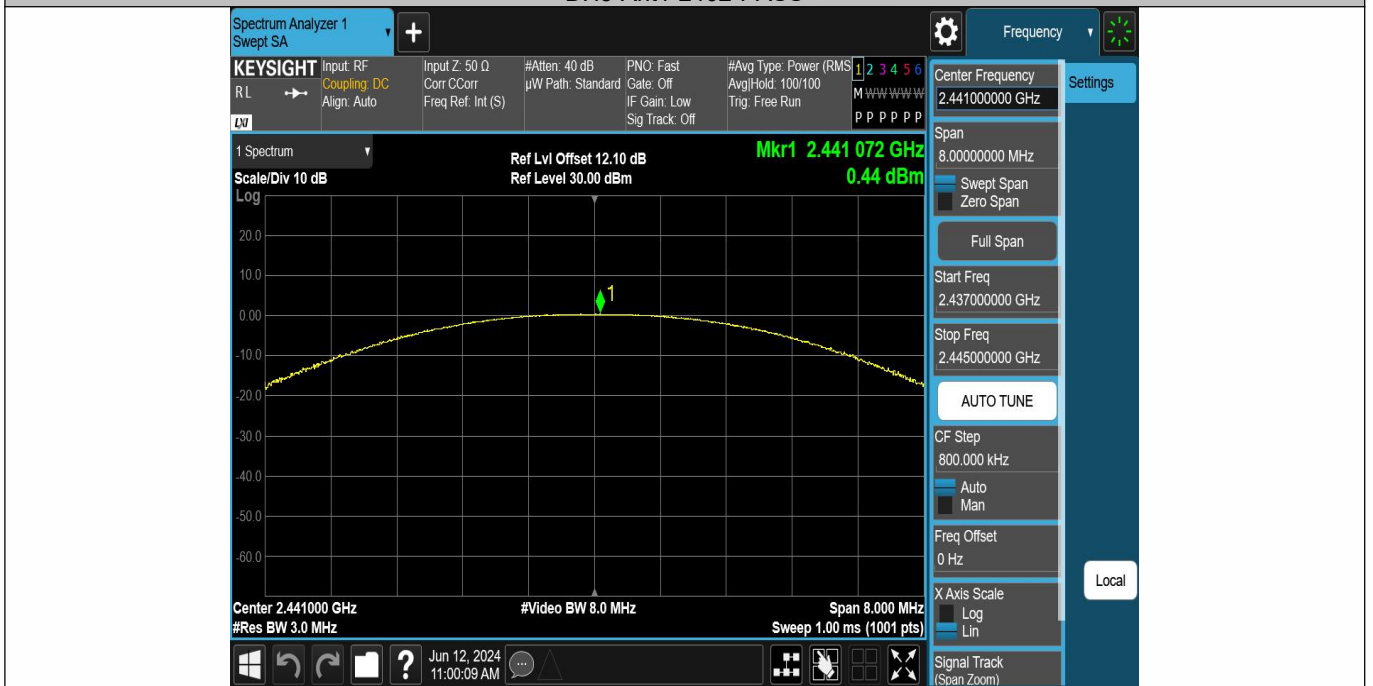 Spectrum Analyzer 1
Swept SA
+
Frequency
KEYSIGHT
RL
LXI
Input: RF
Coupling: DC
Align: Auto
Input Z: 50 Ω
Corr CCorr
Freq Ref: Int (S)
#Atten: 40 dB
µW Path: Standard
PNO: Fast
Gate: Off
IF Gain: Low
Sig Track: Off
#Avg Type: Power (RMS
Avg|Hold: 100/100
Trig: Free Run
1 2 3 4 5 6
M W W W W W
P P P P P P
1 Spectrum
Scale/Div 10 dB
Log
Ref Lvl Offset 12.10 dB
Ref Level 30.00 dBm
Mkr1 2.441 072 GHz
0.44 dBm
20.0
10.0
0.00
-10.0
-20.0
-30.0
-40.0
-50.0
-60.0
1
Center 2.441000 GHz
#Res BW 3.0 MHz
#Video BW 8.0 MHz
Span 8.000 MHz
Sweep 1.00 ms (1001 pts)
?
Jun 12, 2024
11:00:09 AM
Center Frequency
2.441000000 GHz
Settings
Span
8.00000000 MHz
Swept Span
Zero Span
Full Span
Start Freq
2.437000000 GHz
Stop Freq
2.445000000 GHz
AUTO TUNE
CF Step
800.000 kHz
Auto
Man
Freq Offset
0 Hz
Local
X Axis Scale
Log
Lin
Signal Track
(Span Zoom)